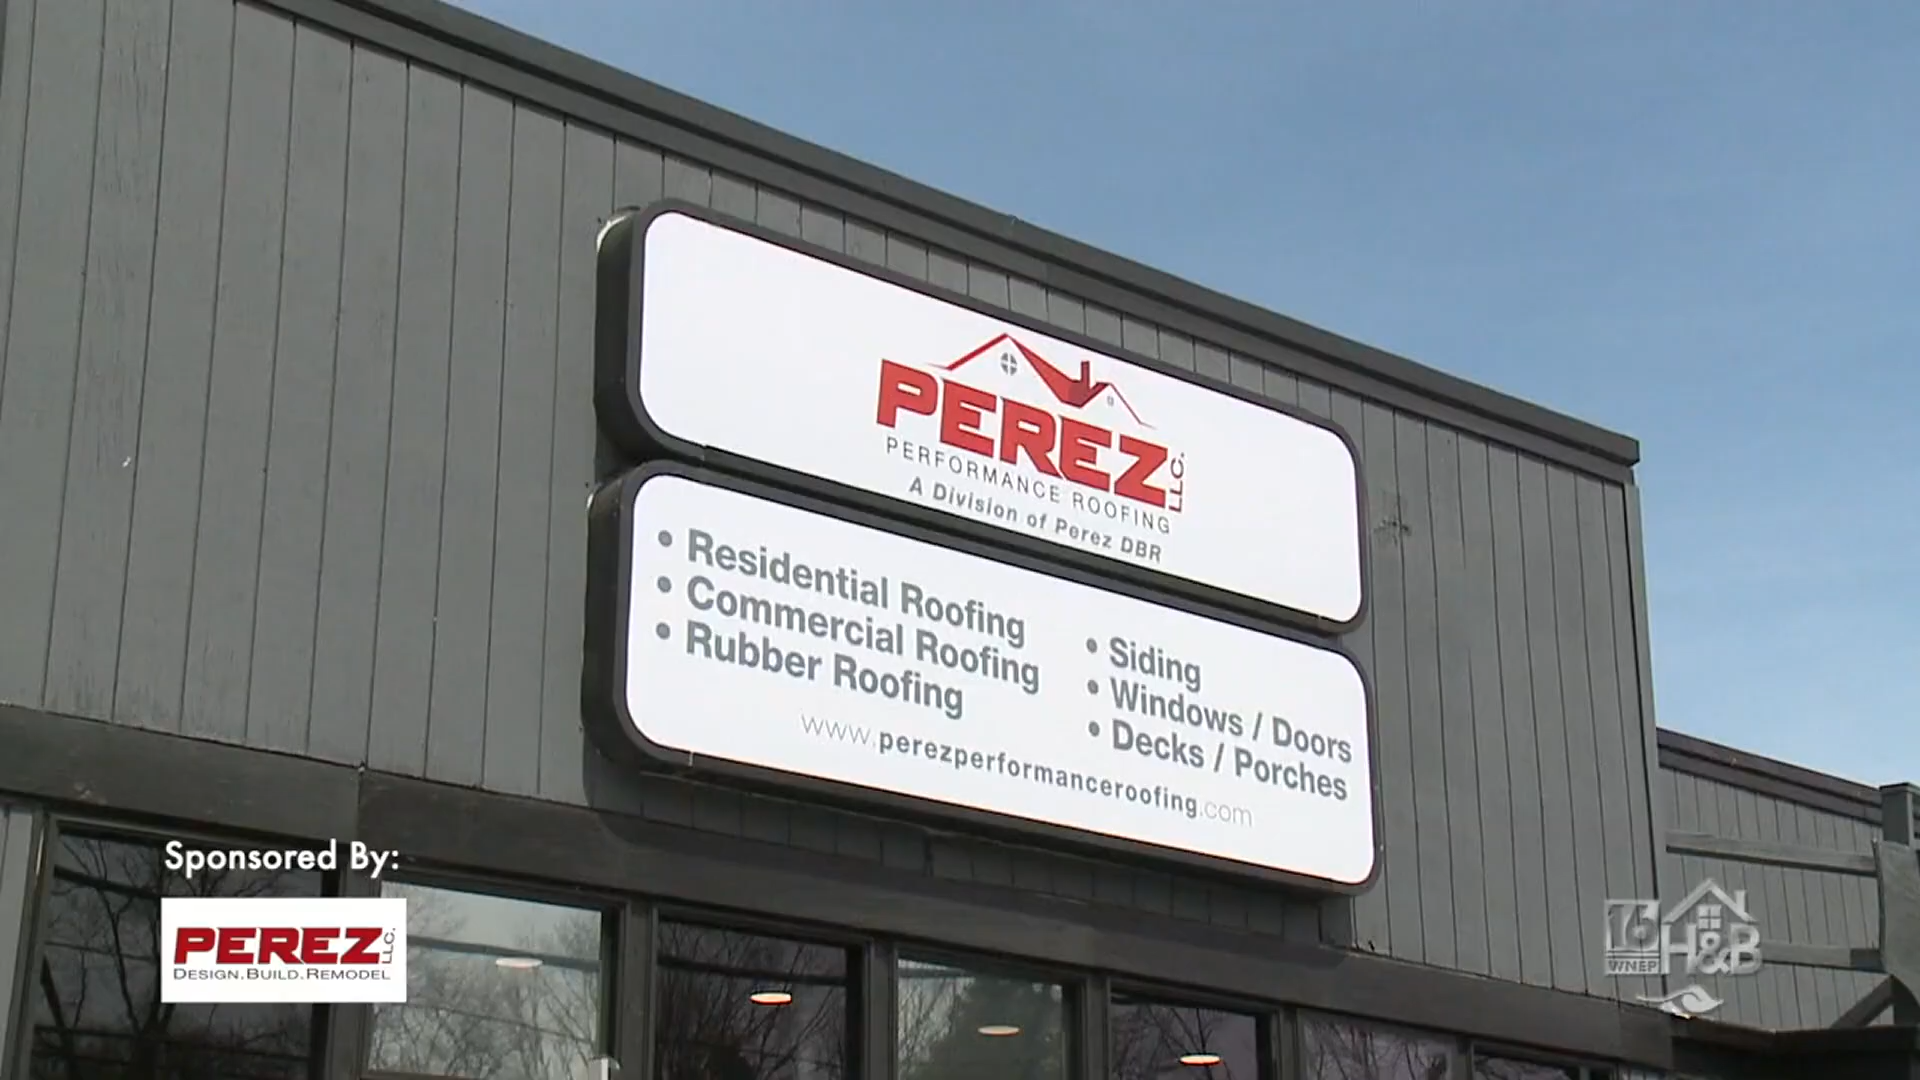 PEREZ LLC.
PERFORMANCE ROOFING
A Division of Perez DBR
• Residential Roofing
• Commercial Roofing
• Rubber Roofing
• Siding
• Windows / Doors
• Decks / Porches
www.perezperformanceroofing.com
Sponsored By:
PEREZ LLC.
DESIGN.BUILD.REMODEL
16
WNEP
H&B